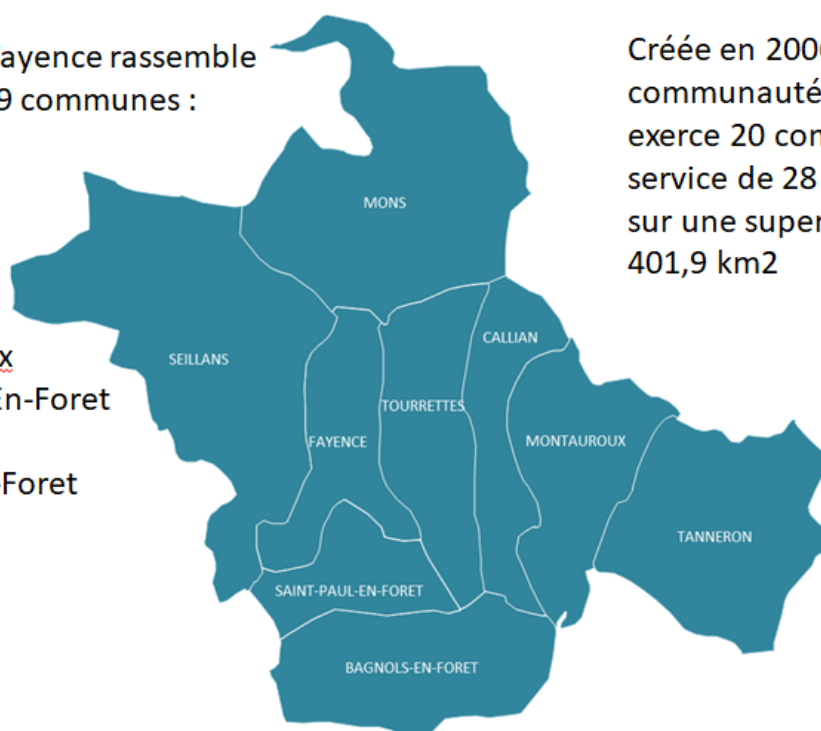 ayence rassemble
9 communes :
x
En-Foret
-Foret
Créée en 200
communauté
exerce 20 con
service de 28
sur une super
401,9 km2
MONS
SEILLANS
CALLIAN
TOURRETTES
FAYENCE
MONTAUROUX
TANNERON
SAINT-PAUL-EN-FORET
BAGNOLS-EN-FORET